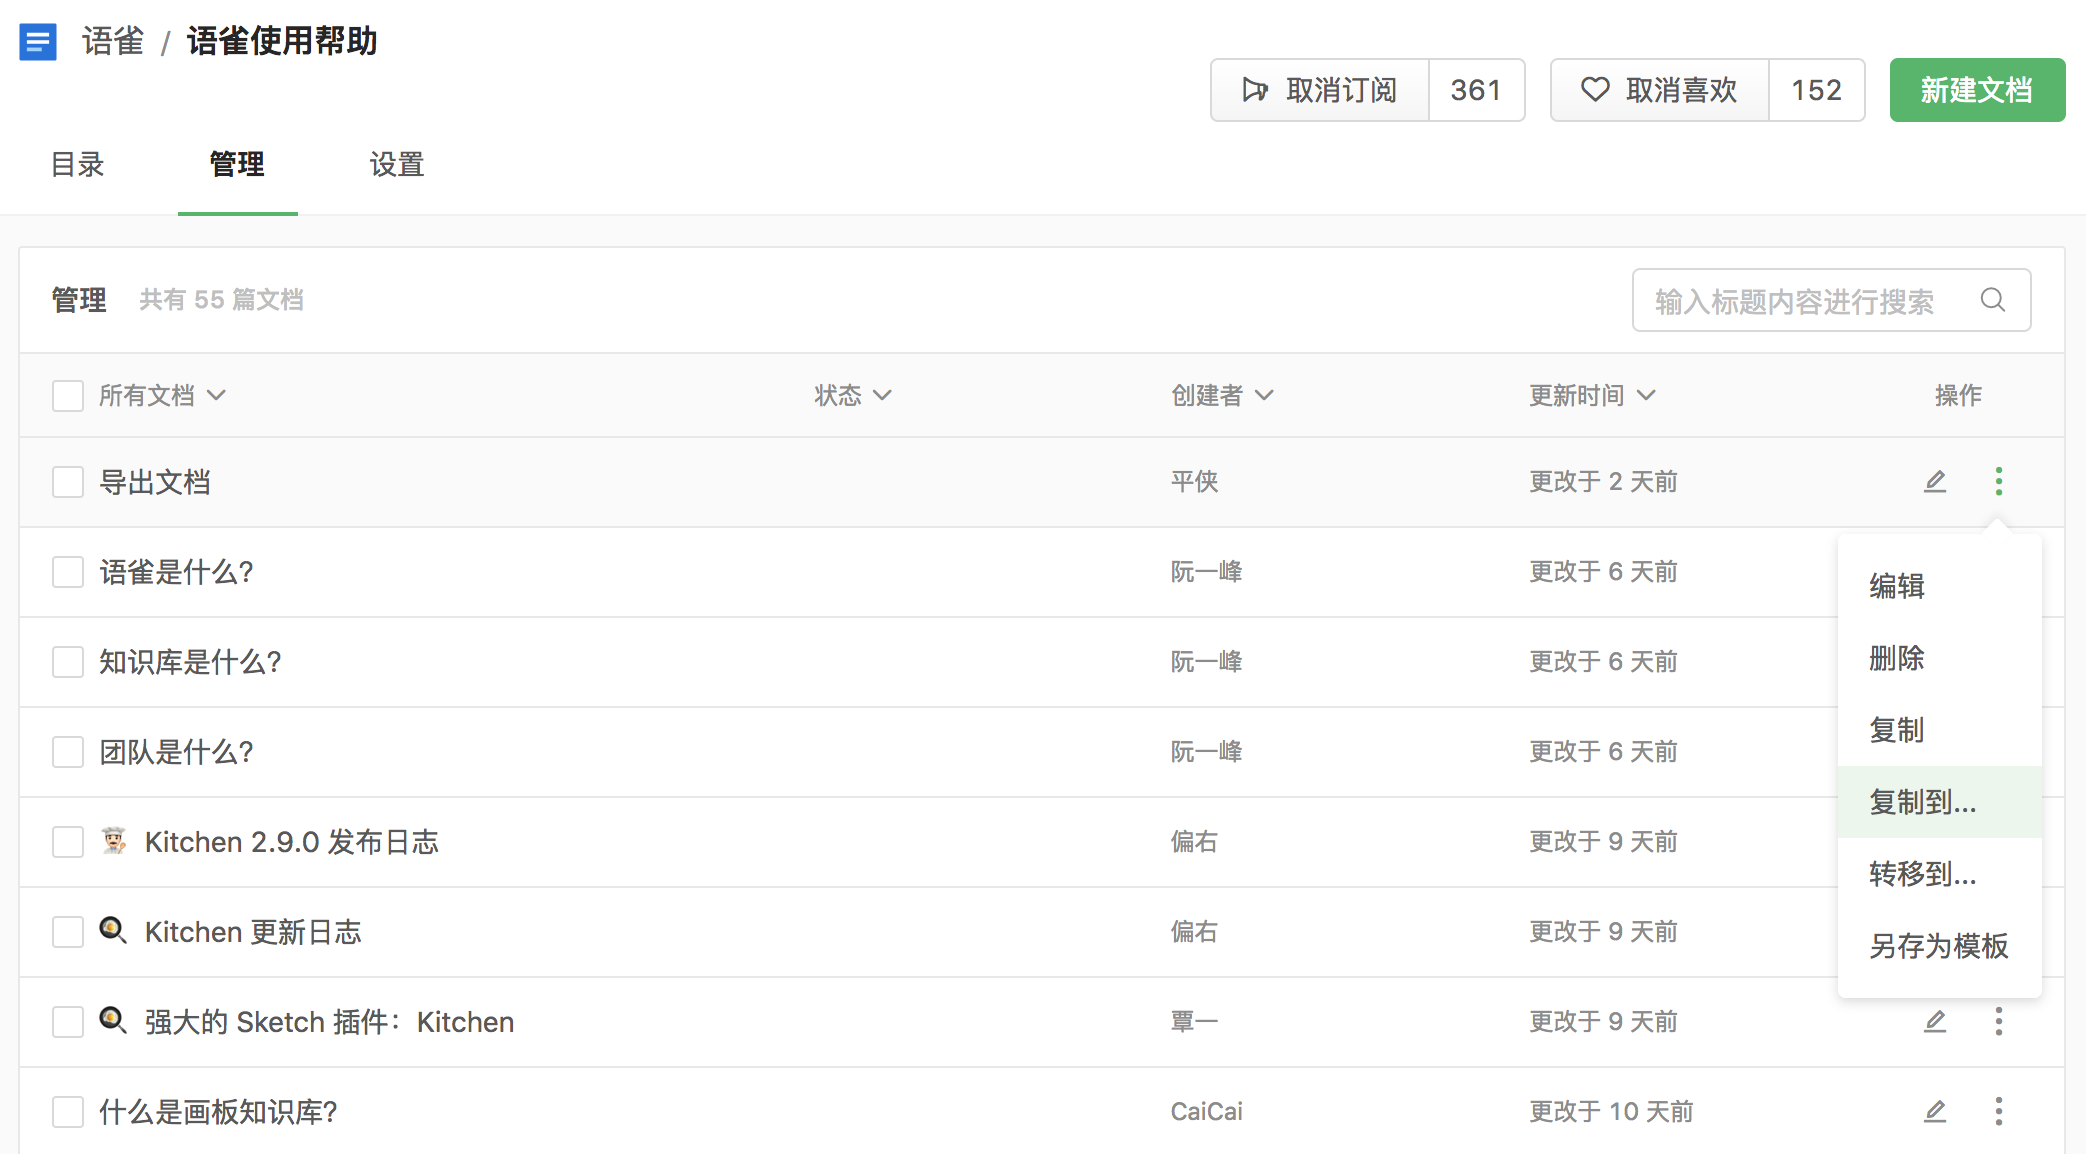 语雀 / 语雀使用帮助
取消订阅 361 取消喜欢 152 新建文档
目录 管理 设置
管理 共有 55 篇文档 输入标题内容进行搜索
所有文档 状态 创建者 更新时间 操作
导出文档 平侠 更改于 2 天前
语雀是什么? 阮一峰 更改于 6 天前
知识库是什么? 阮一峰 更改于 6 天前
团队是什么? 阮一峰 更改于 6 天前
Kitchen 2.9.0 发布日志 偏右 更改于 9 天前
Kitchen 更新日志 偏右 更改于 9 天前
强大的 Sketch 插件：Kitchen 覃一 更改于 9 天前
什么是画板知识库? CaiCai 更改于 10 天前
编辑
删除
复制
复制到...
转移到...
另存为模板